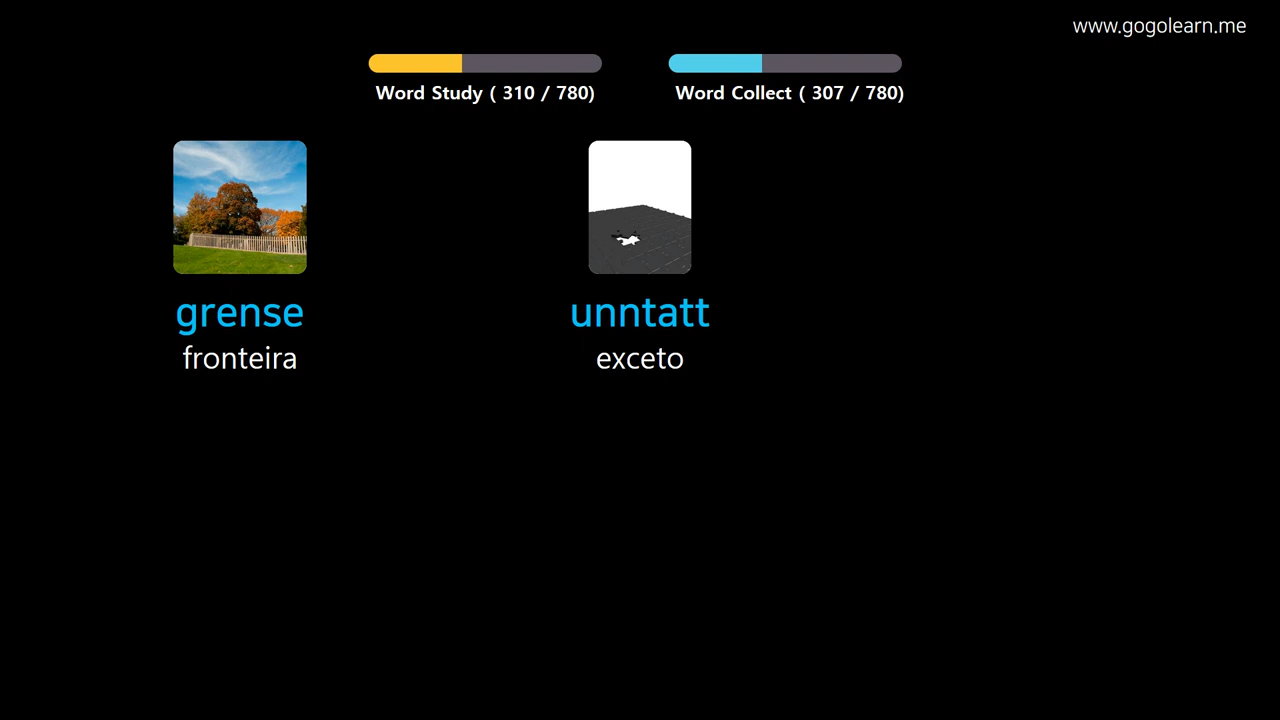 www.gogolearn.me
Word Study ( 310 / 780)
Word Collect ( 307 / 780)
grense
fronteira
unntatt
exceto